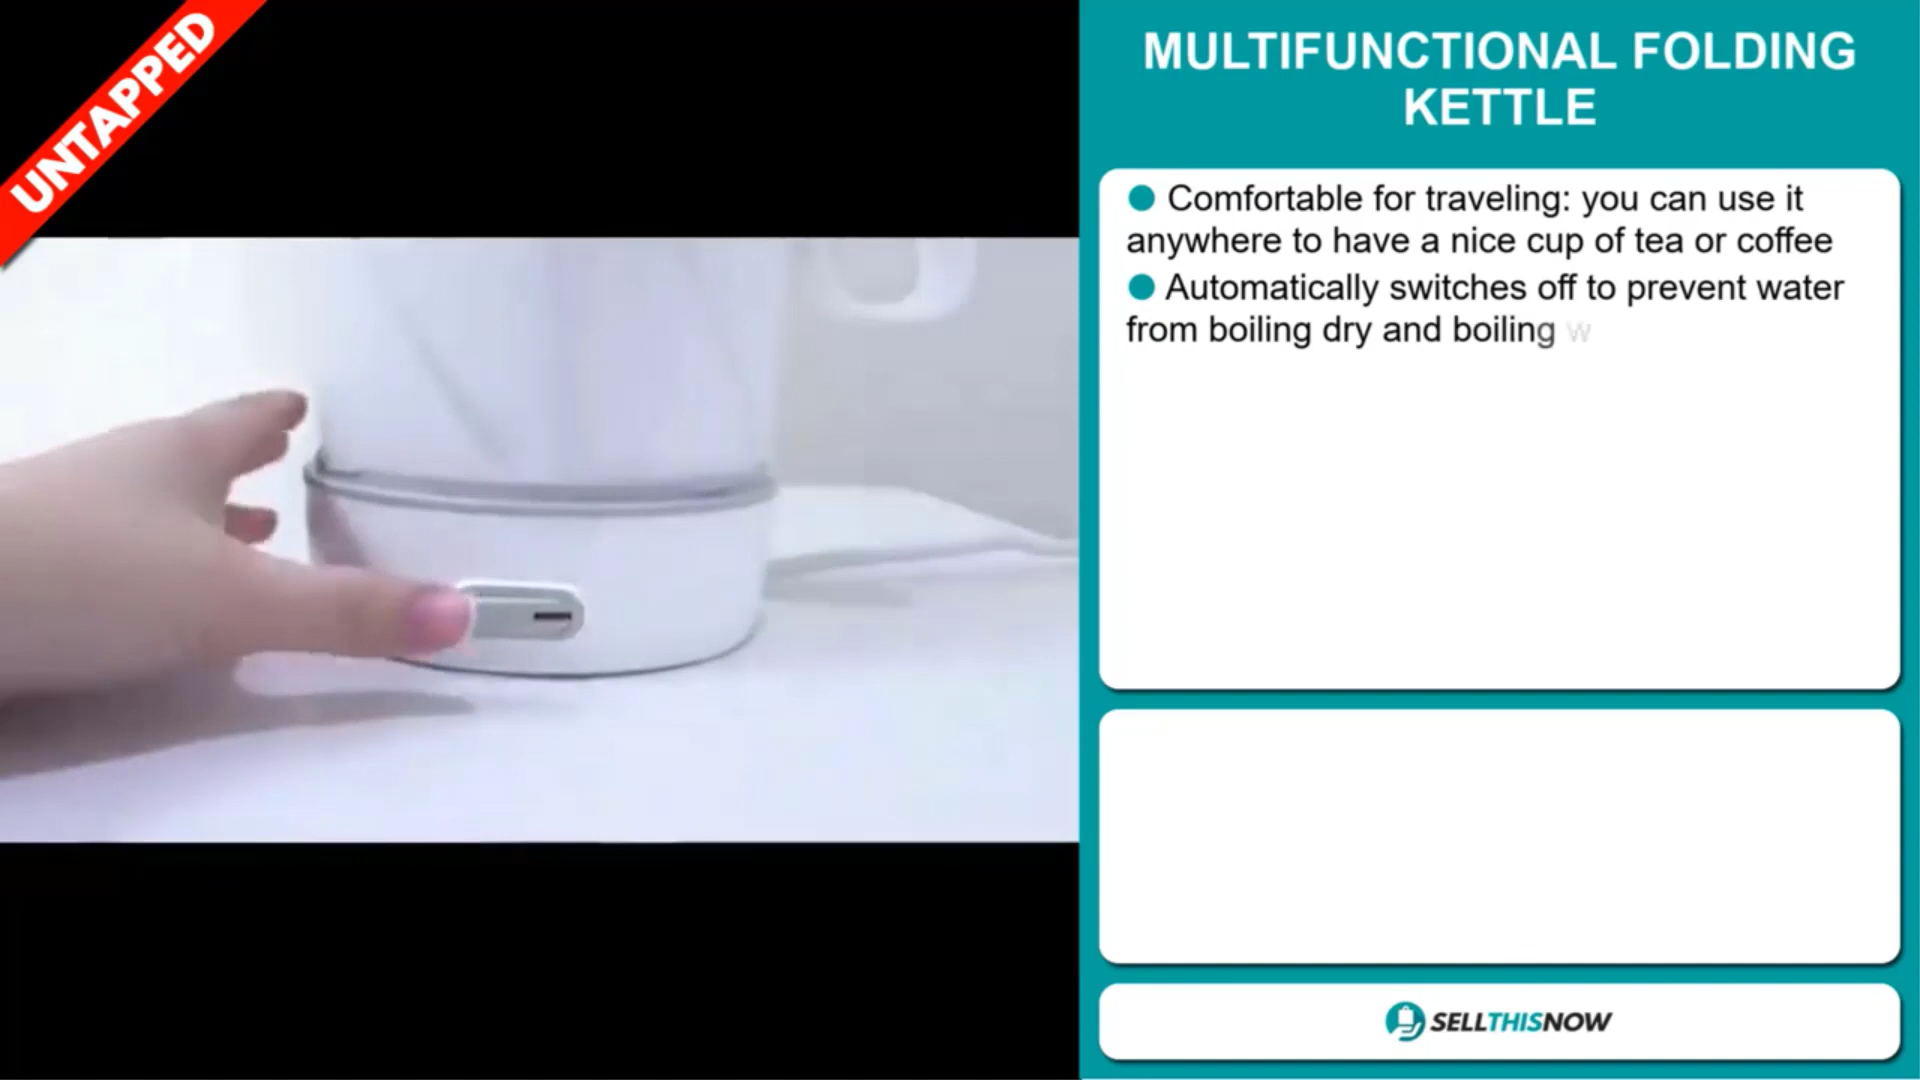 UNTAPPED
MULTIFUNCTIONAL FOLDING
KETTLE
Comfortable for traveling: you can use it
anywhere to have a nice cup of tea or coffee
Automatically switches off to prevent water
from boiling dry and boiling w
SELLTHISNOW